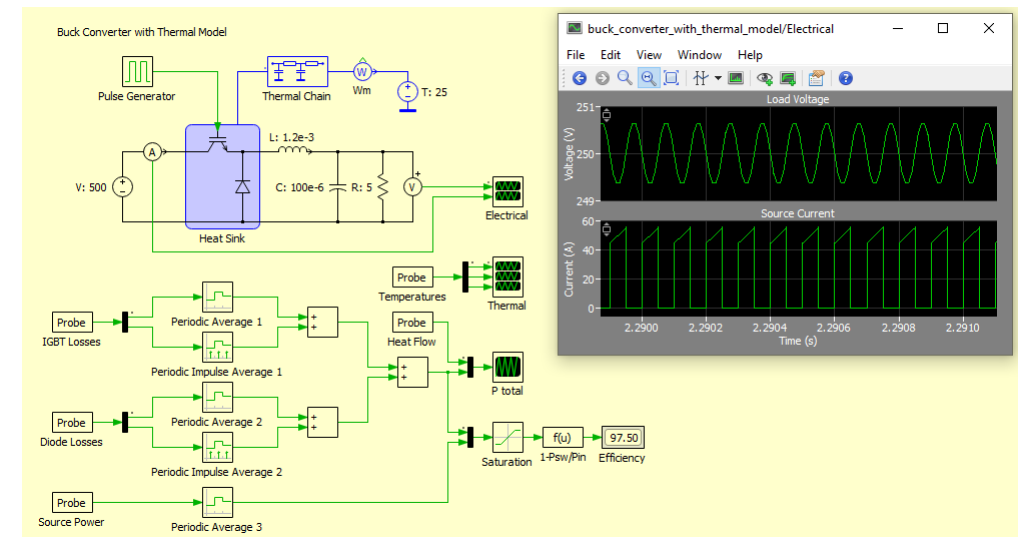 Buck Converter with Thermal Model
Pulse Generator
Thermal Chain
W
Wm
T: 25
A
L: 1.2e-3
V: 500
C: 100e-6
R: 5
V
Heat Sink
Electrical
Probe
Temperatures
Thermal
Probe
IGBT Losses
Periodic Average 1
Periodic Impulse Average 1
Probe
Heat Flow
P total
Probe
Diode Losses
Periodic Average 2
Periodic Impulse Average 2
Saturation
f(u)
1-Psw/Pin
97.50
Efficiency
Probe
Source Power
Periodic Average 3
buck_converter_with_thermal_model/Electrical
File Edit View Window Help
Load Voltage
Voltage (V)
251
250
249
Source Current
Current (A)
60
40
20
0
2.2900 2.2902 2.2904 2.2906 2.2908 2.2910
Time (s)